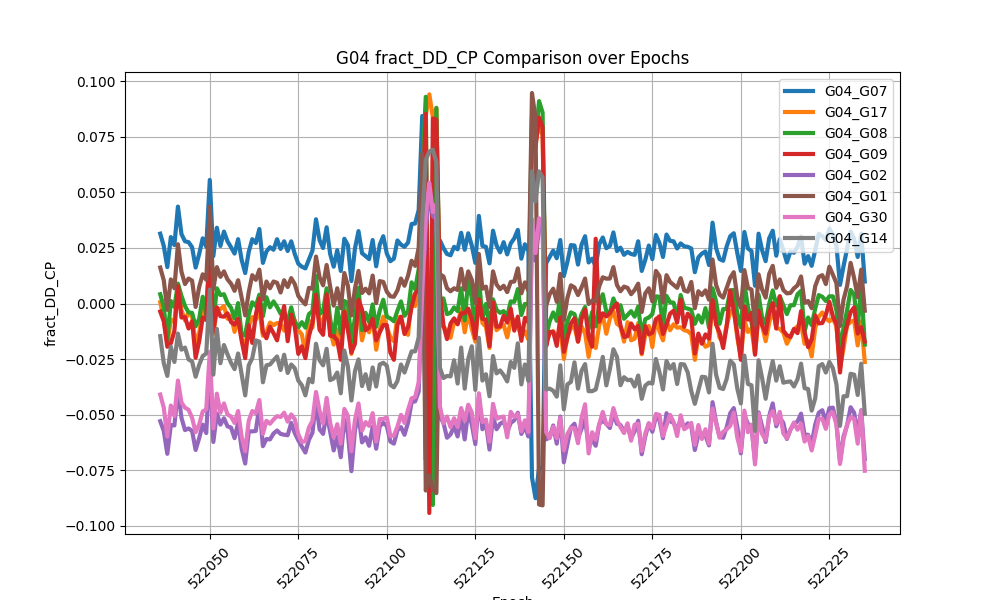 G04 fract_DD_CP Comparison over Epochs
0.100
0.075
0.050
0.025
0.000
−0.025
−0.050
−0.075
−0.100
fract_DD_CP
G04_G07
G04_G17
G04_G08
G04_G09
G04_G02
G04_G01
G04_G30
G04_G14
522050
522075
522100
522125
522150
522175
522200
522225
Epoch